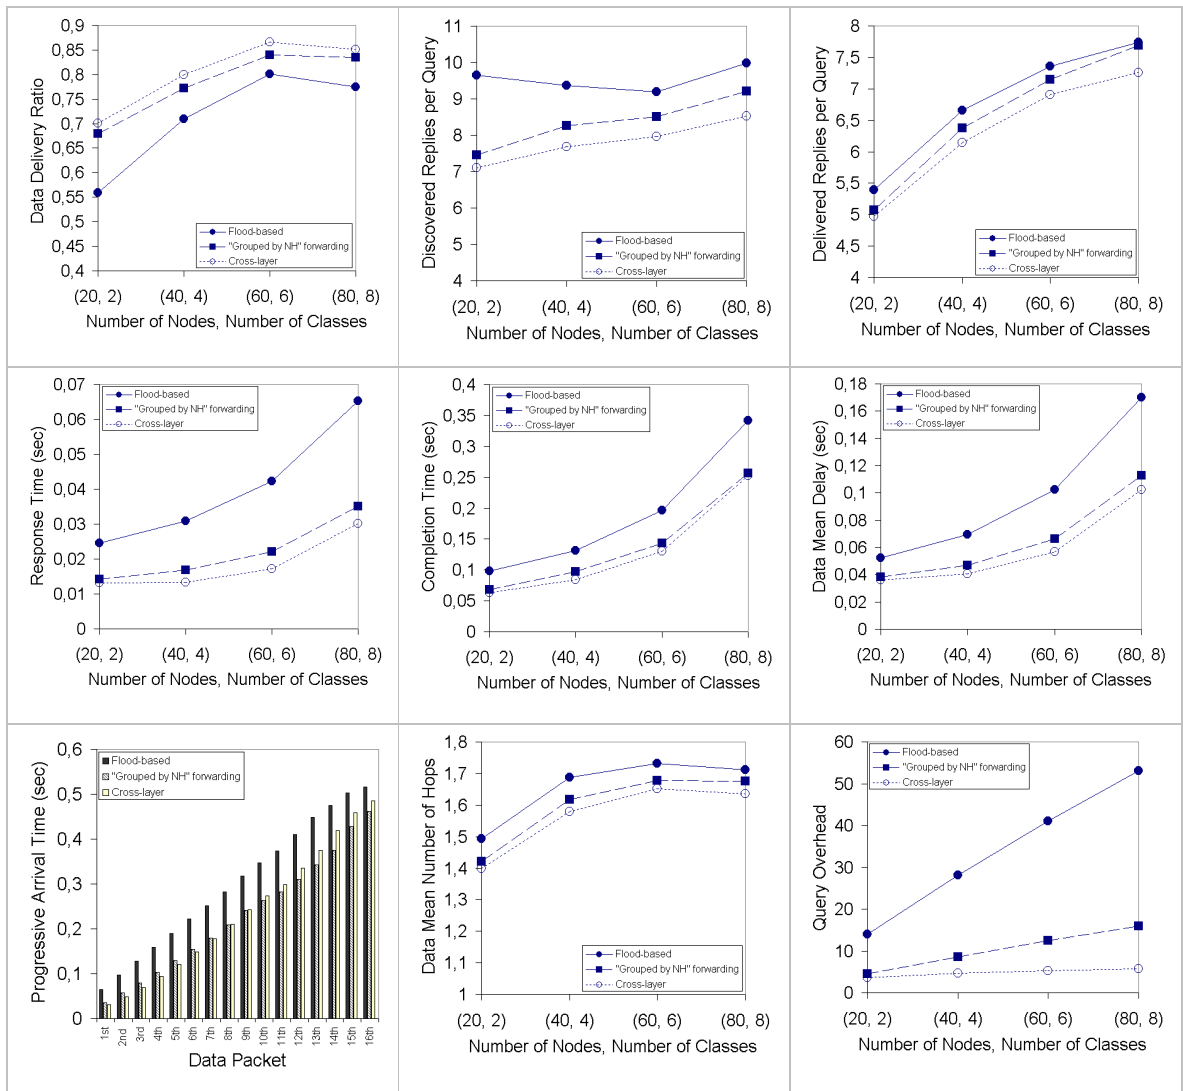 Data Delivery Ratio
0,9
0,85
0,8
0,75
0,7
0,65
0,6
0,55
0,5
0,45
0,4
Flood-based
"Grouped by NH" forwarding
Cross-layer
(20, 2) (40, 4) (60, 6) (80, 8)
Number of Nodes, Number of Classes
Discovered Replies per Query
11
10
9
8
7
6
5
4
Flood-based
"Grouped by NH" forwarding
Cross-layer
(20, 2) (40, 4) (60, 6) (80, 8)
Number of Nodes, Number of Classes
Delivered Replies per Query
8
7,5
7
6,5
6
5,5
5
4,5
4
Flood-based
"Grouped by NH" forwarding
Cross-layer
(20, 2) (40, 4) (60, 6) (80, 8)
Number of Nodes, Number of Classes
Response Time (sec)
0,07
0,06
0,05
0,04
0,03
0,02
0,01
0
Flood-based
"Grouped by NH" forwarding
Cross-layer
(20, 2) (40, 4) (60, 6) (80, 8)
Number of Nodes, Number of Classes
Completion Time (sec)
0,4
0,35
0,3
0,25
0,2
0,15
0,1
0,05
0
Flood-based
"Grouped by NH" forwarding
Cross-layer
(20, 2) (40, 4) (60, 6) (80, 8)
Number of Nodes, Number of Classes
Data Mean Delay (sec)
0,18
0,16
0,14
0,12
0,1
0,08
0,06
0,04
0,02
0
Flood-based
"Grouped by NH" forwarding
Cross-layer
(20, 2) (40, 4) (60, 6) (80, 8)
Number of Nodes, Number of Classes
Progressive Arrival Time (sec)
0,6
0,5
0,4
0,3
0,2
0,1
0
Flood-based
"Grouped by NH" forwarding
Cross-layer
1st 2nd 3rd 4th 5th 6th 7th 8th 9th 10th 11th 12th 13th 14th 15th 16th
Data Packet
Data Mean Number of Hops
1,8
1,7
1,6
1,5
1,4
1,3
1,2
1,1
1
Flood-based
"Grouped by NH" forwarding
Cross-layer
(20, 2) (40, 4) (60, 6) (80, 8)
Number of Nodes, Number of Classes
Query Overhead
60
50
40
30
20
10
0
Flood-based
"Grouped by NH" forwarding
Cross-layer
(20, 2) (40, 4) (60, 6) (80, 8)
Number of Nodes, Number of Classes